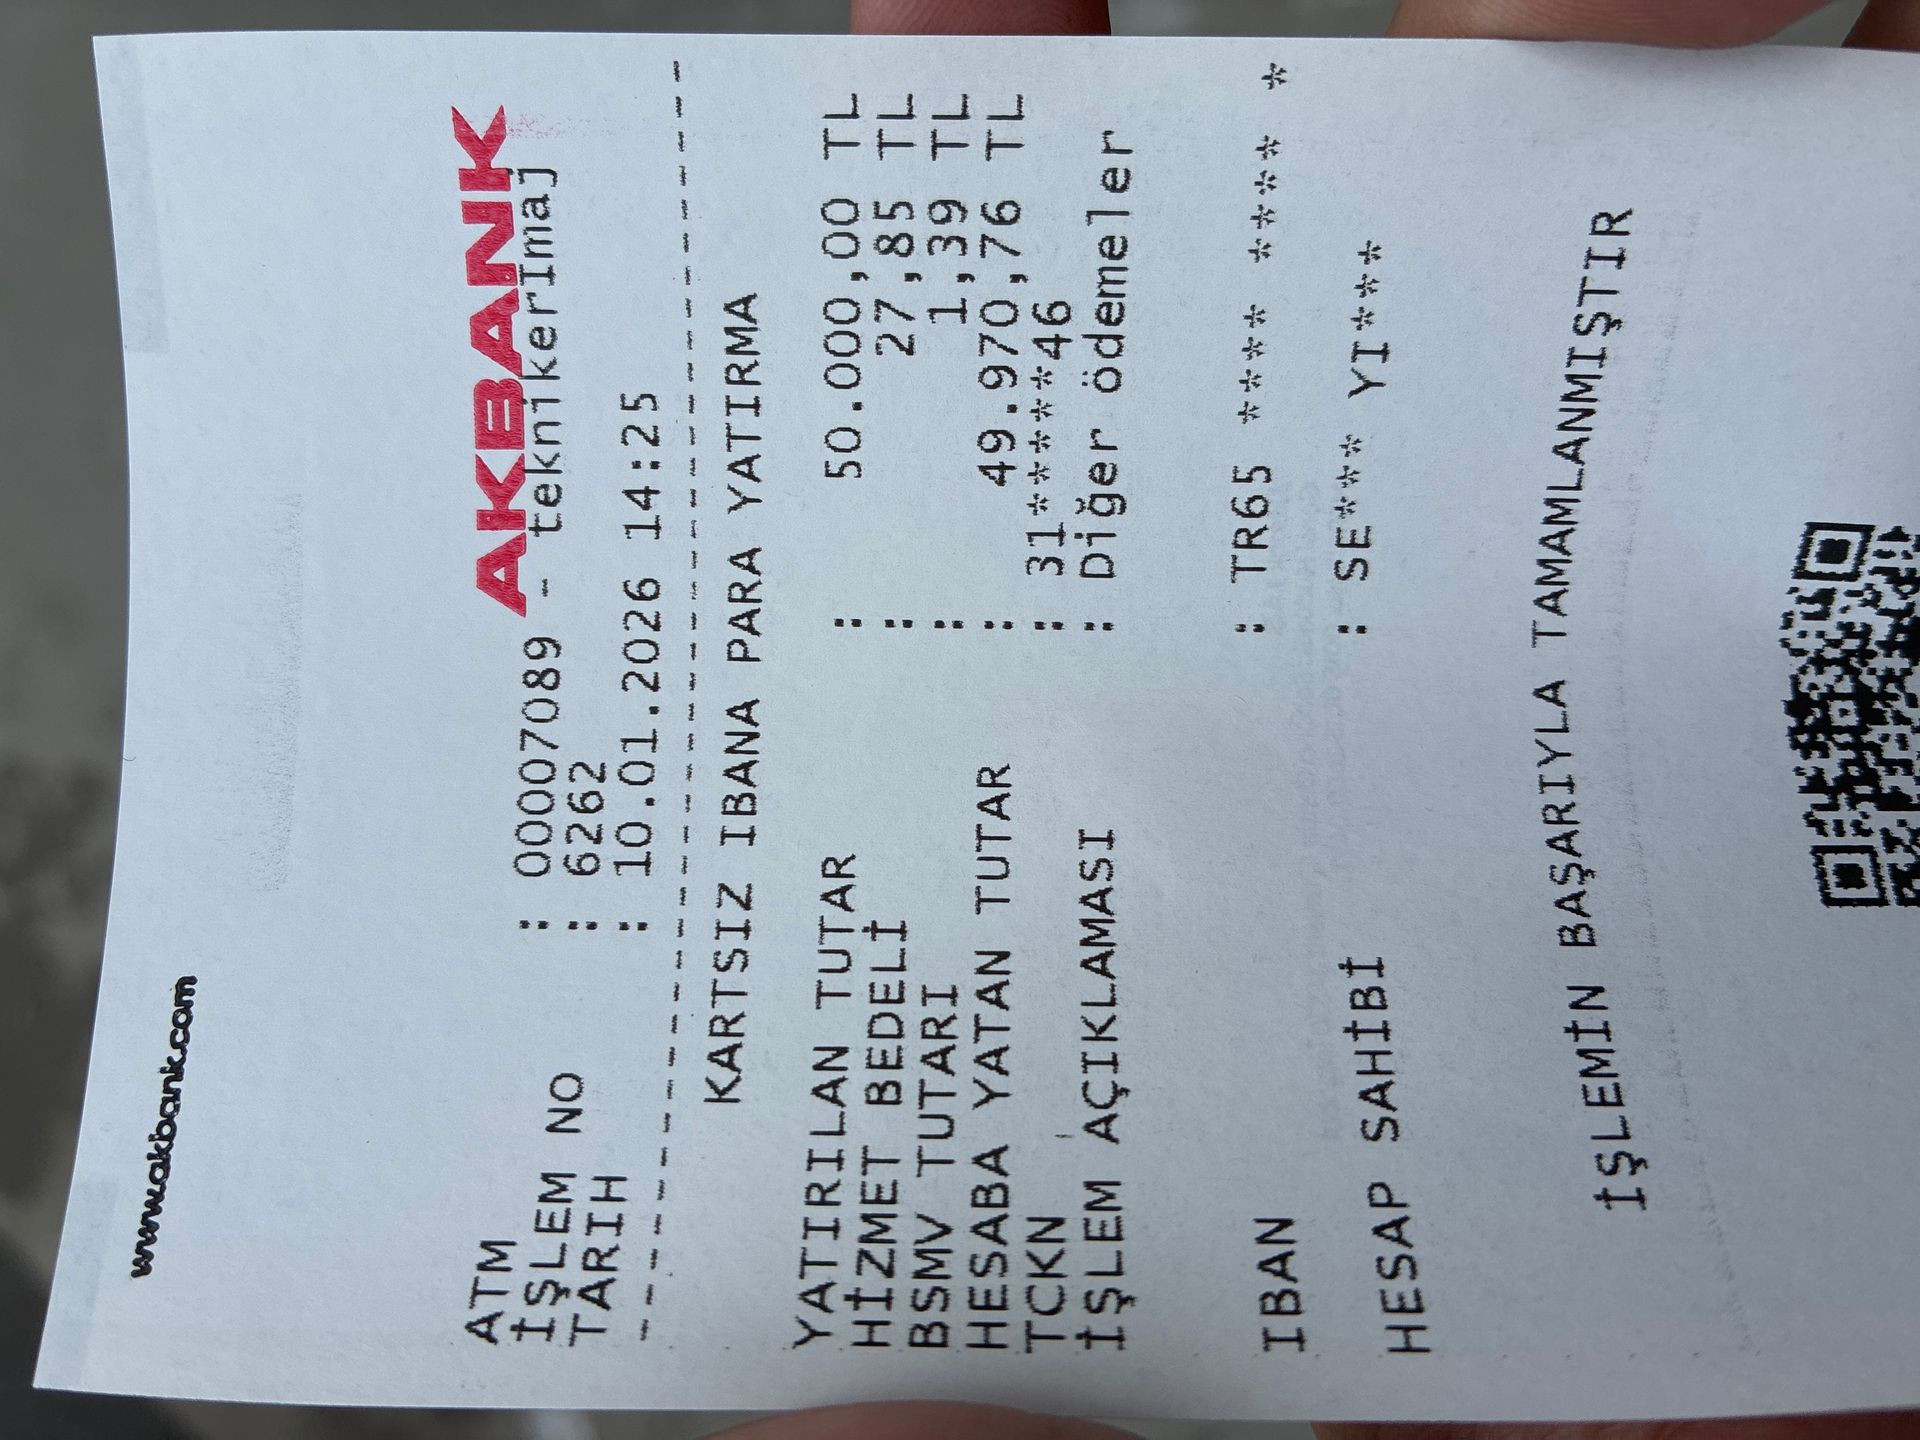 www.akbank.com
AKBANK
ATM : 00007089 - teknikerImaj
İŞLEM NO : 6262
TARIH : 10.01.2026 14:25
KARTSIZ IBANA PARA YATIRMA
YATIRILAN TUTAR : 50.000,00 TL
HİZMET BEDELİ : 27,85 TL
BSMV TUTARI : 1,39 TL
HESABA YATAN TUTAR : 49.970,76 TL
TCKN : 31*******46
İŞLEM AÇIKLAMASI : Diğer ödemeler
IBAN : TR65 **** **** **** *
HESAP SAHİBİ : SE*** YI****
İŞLEMİN BAŞARIYLA TAMAMLANMIŞTIR